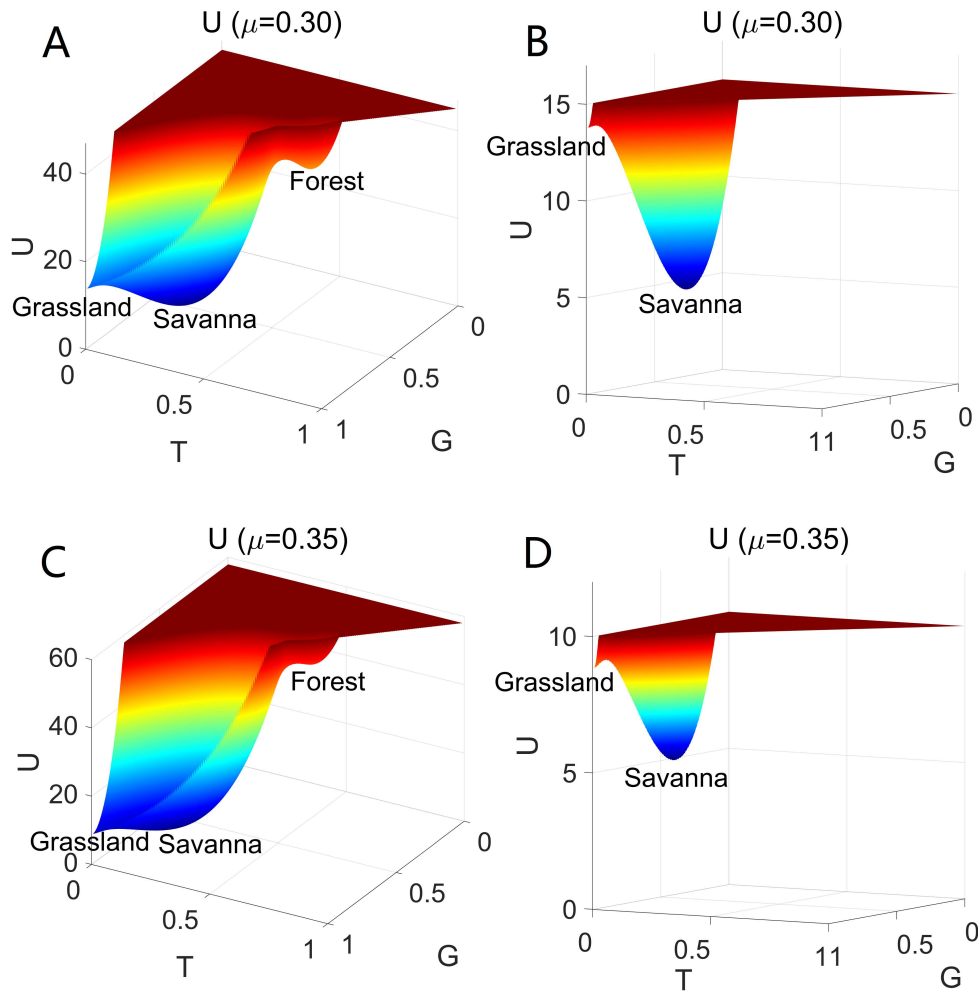 A
U (μ=0.30)
40
20
0
U
Grassland
Savanna
Forest
0
0.5
1
T
1
0.5
0
G
B
U (μ=0.30)
15
10
5
0
U
Grassland
Savanna
0
0.5
11
T
0.5
0
G
C
U (μ=0.35)
60
40
20
0
U
Grassland
Savanna
Forest
0
0.5
1
T
1
0.5
0
G
D
U (μ=0.35)
10
5
0
U
Grassland
Savanna
0
0.5
11
T
0.5
0
G